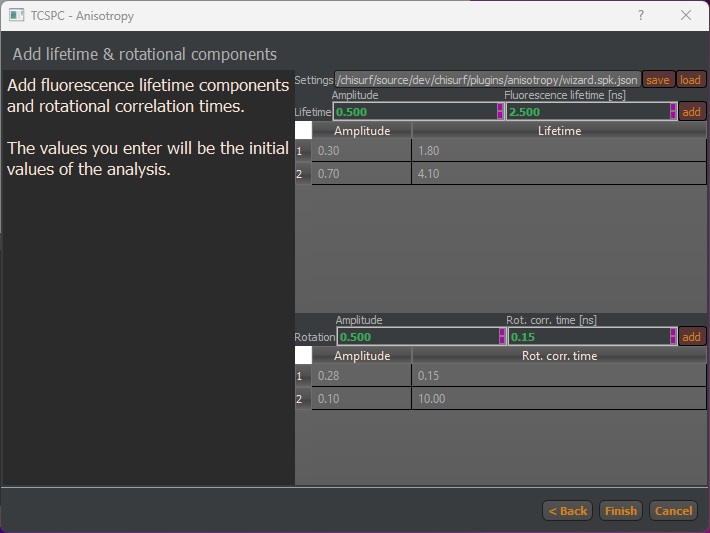 TCSPC - Anisotropy
?
Add lifetime & rotational components
Add fluorescence lifetime components
and rotational correlation times.
The values you enter will be the initial
values of the analysis.
Settings /chisurf/source/dev/chisurf/plugins/anisotropy/wizard.spk.json save load
Amplitude Fluorescence lifetime [ns]
Lifetime 0.500 2.500 add
Amplitude Lifetime
1 0.30 1.80
2 0.70 4.10
Amplitude Rot. corr. time [ns]
Rotation 0.500 0.15 add
Amplitude Rot. corr. time
1 0.28 0.15
2 0.10 10.00
< Back Finish Cancel